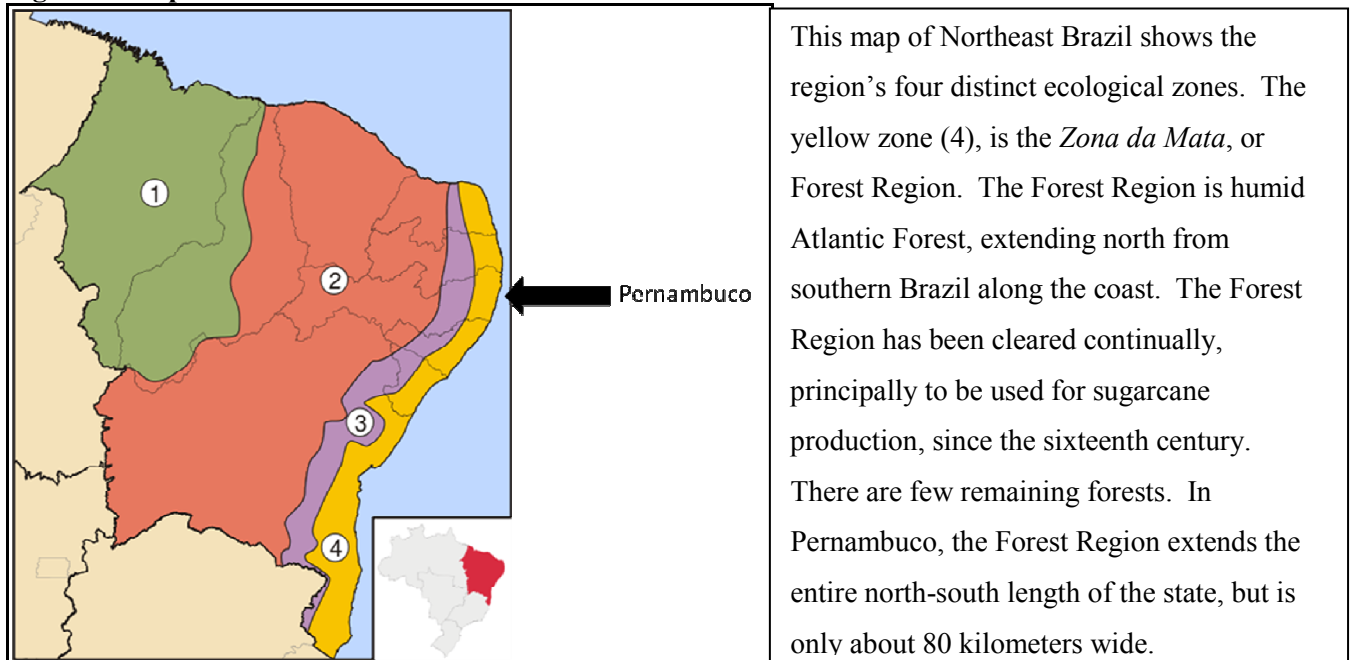 1
2
3
4
Pernambuco
This map of Northeast Brazil shows the
region’s four distinct ecological zones.  The
yellow zone (4), is the Zona da Mata, or
Forest Region.  The Forest Region is humid
Atlantic Forest, extending north from
southern Brazil along the coast.  The Forest
Region has been cleared continually,
principally to be used for sugarcane
production, since the sixteenth century.
There are few remaining forests.  In
Pernambuco, the Forest Region extends the
entire north-south length of the state, but is
only about 80 kilometers wide.